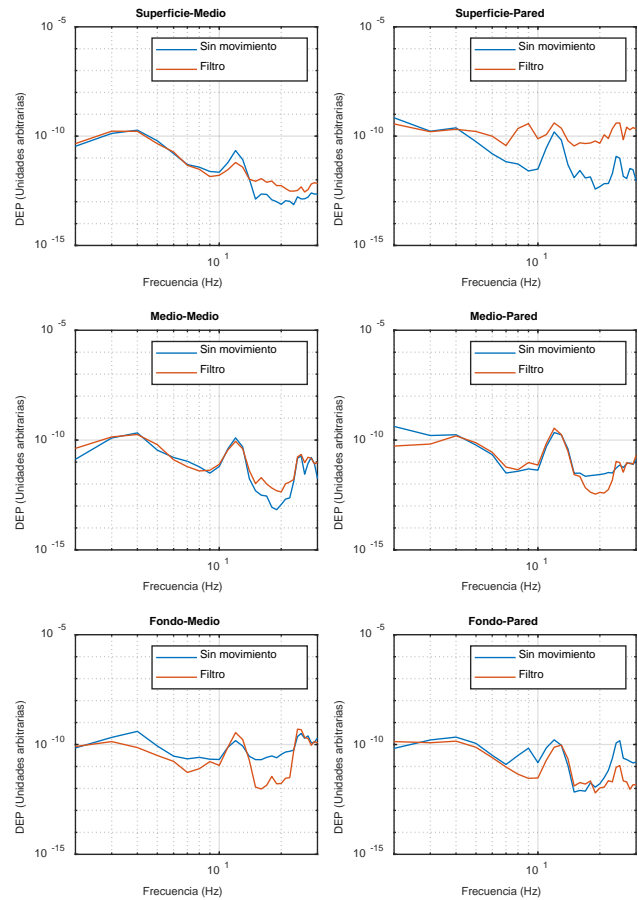 Superficie-Medio
10 -5
Sin movimiento
Filtro
10 -10
10 -15
DEP (Unidades arbitrarias)
10 1
Frecuencia (Hz)
Superficie-Pared
10 -5
Sin movimiento
Filtro
10 -10
10 -15
DEP (Unidades arbitrarias)
10 1
Frecuencia (Hz)
Medio-Medio
10 -5
Sin movimiento
Filtro
10 -10
10 -15
DEP (Unidades arbitrarias)
10 1
Frecuencia (Hz)
Medio-Pared
10 -5
Sin movimiento
Filtro
10 -10
10 -15
DEP (Unidades arbitrarias)
10 1
Frecuencia (Hz)
Fondo-Medio
10 -5
Sin movimiento
Filtro
10 -10
10 -15
DEP (Unidades arbitrarias)
10 1
Frecuencia (Hz)
Fondo-Pared
10 -5
Sin movimiento
Filtro
10 -10
10 -15
DEP (Unidades arbitrarias)
10 1
Frecuencia (Hz)